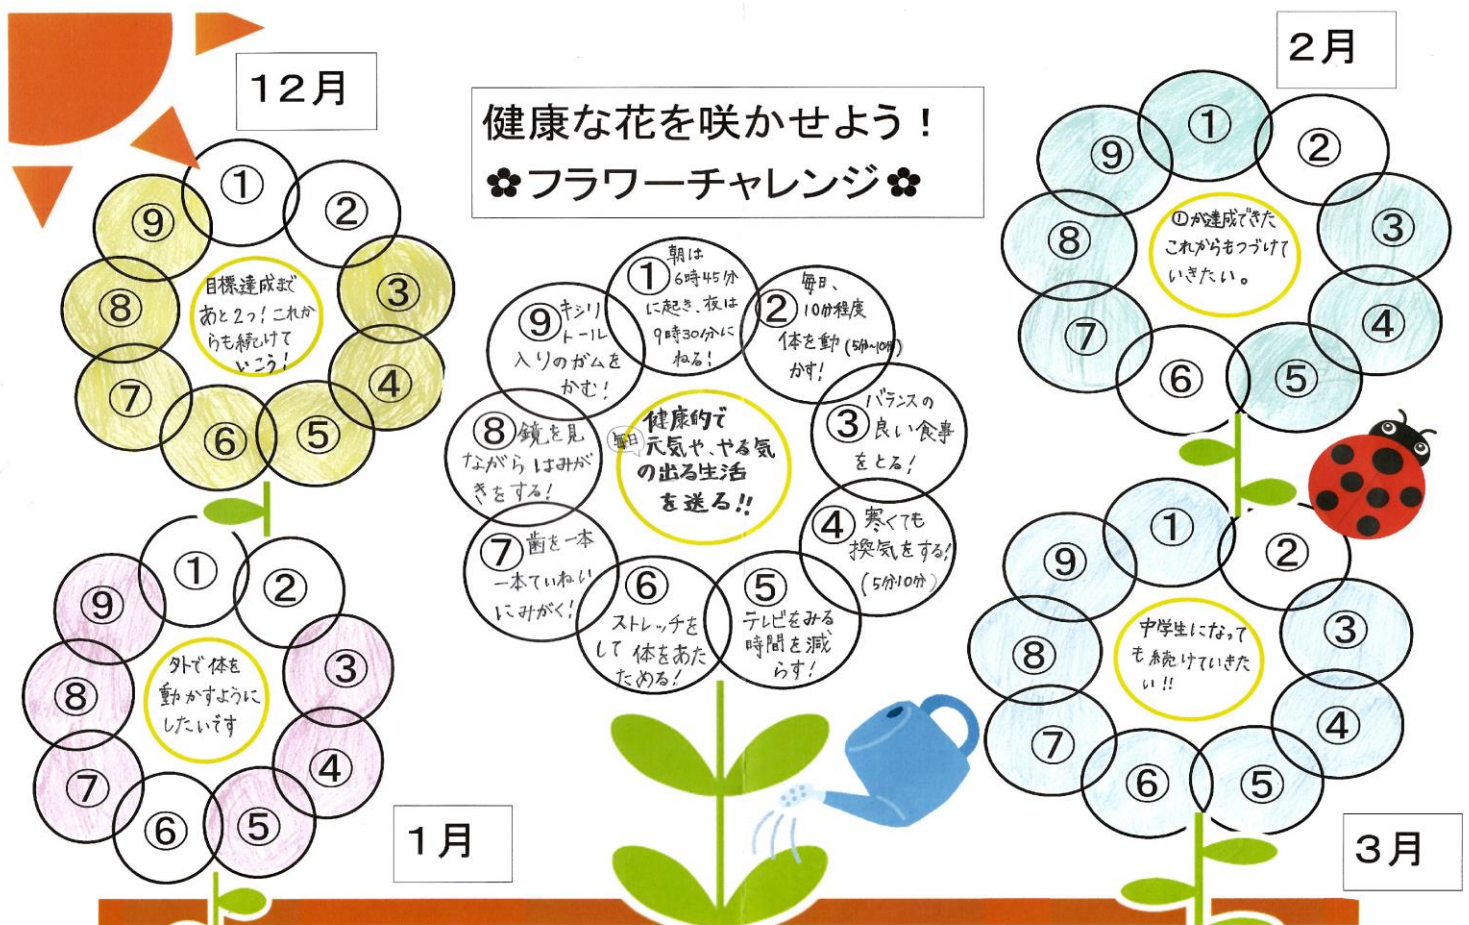 12月
①
②
③
④
⑤
⑥
⑦
⑧
⑨
目標達成まで
あと2つ!これか
らも続けて
いこう!
健康な花を咲かせよう!
✿フラワーチャレンジ✿
①朝は
6時45分
に起き、夜は
9時30分に
ねる!
②毎日、
10分程度
体を動(5分~10分)
かす!
③バランスの
良い食事
をとる!
④寒くても
換気をする!
(5分10分)
⑤
テレビをみる
時間を減
らす!
⑥
ストレッチを
して体をあた
ためる!
⑦歯を一本
一本ていねい
にみがく!
⑧鏡を見
ながらはみが
きをする!
⑨キシリ
トール
入りのガムを
かむ!
健康的で
毎日元気や、やる気
の出る生活
を送る!!
1月
①
②
③
④
⑤
⑥
⑦
⑧
⑨
外で体を
動かすように
したいです
2月
①
②
③
④
⑤
⑥
⑦
⑧
⑨
①が達成できた
これからもつづけて
いきたい。
3月
①
②
③
④
⑤
⑥
⑦
⑧
⑨
中学生になって
も続けていきた
い!!